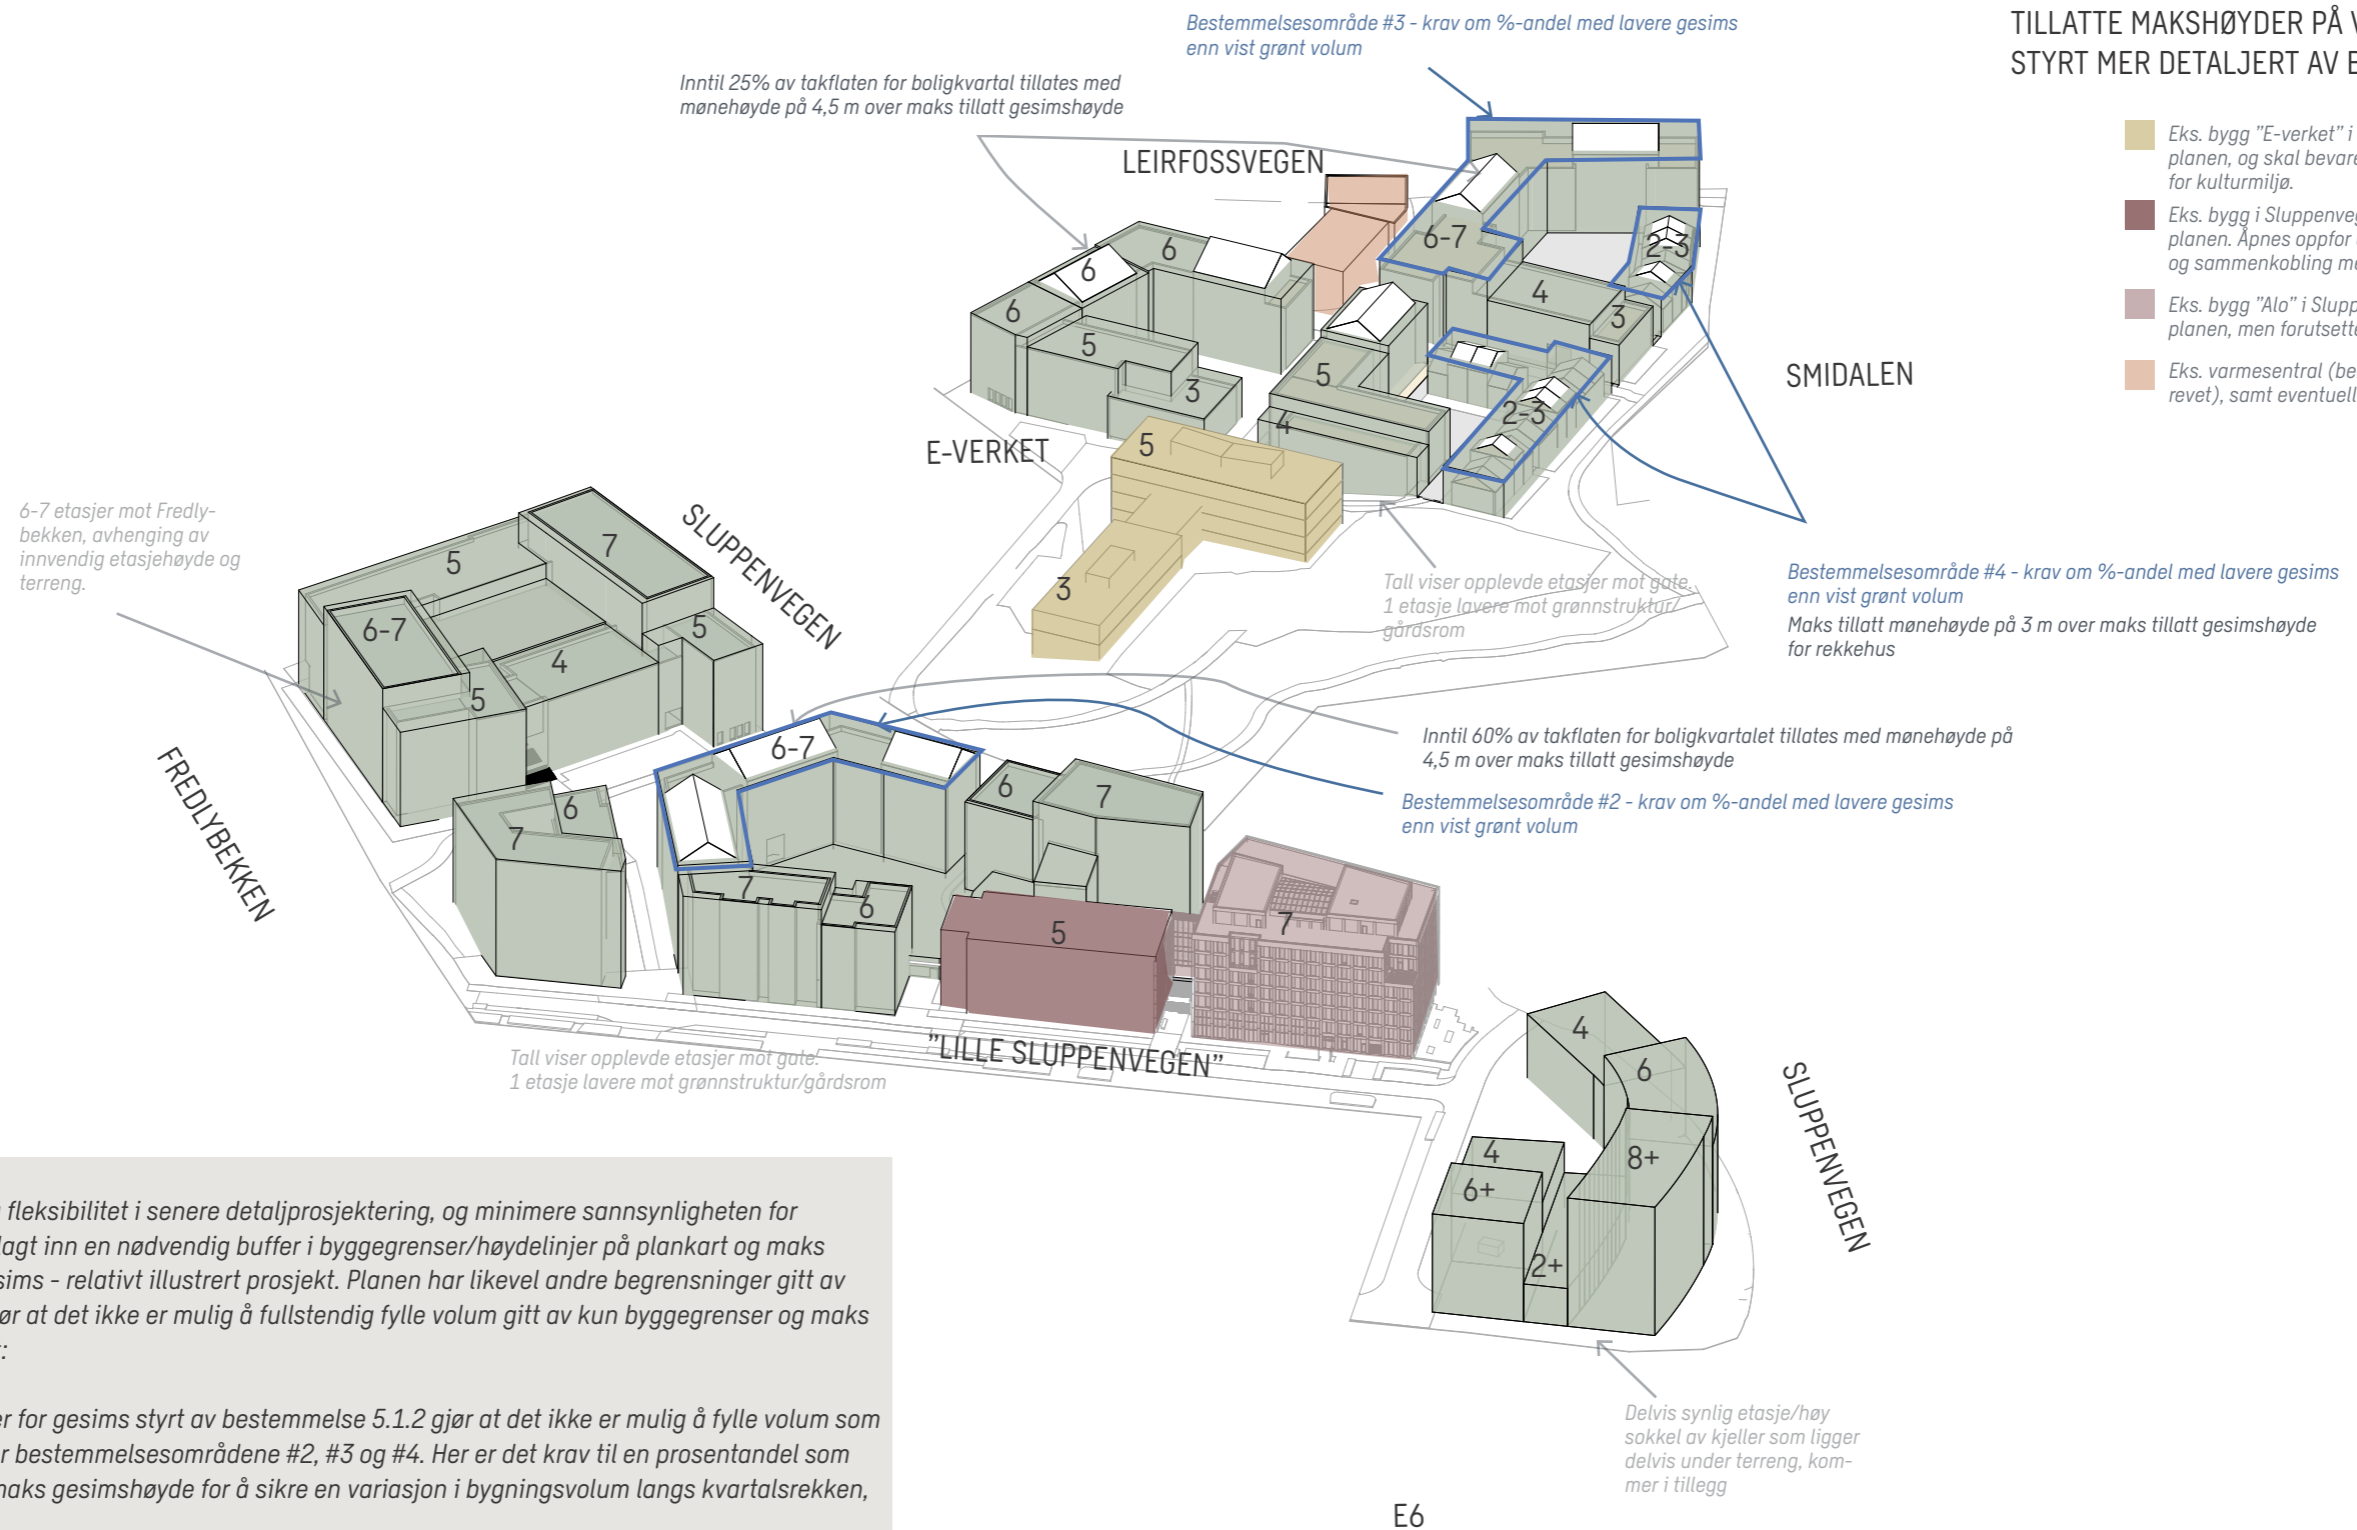 Bestemmelsesområde #3 - krav om %-andel med lavere gesims
enn vist grønt volum
TILLATTE MAKSHØYDER PÅ
STYRT MER DETALJERT AV
Inntil 25% av takflaten for boligkvartal tillates med
mønehøyde på 4,5 m over maks tillatt gesimshøyde
LEIRFOSSVEGEN
Eks. bygg ”E-verket” i
planen, og skal
for kulturmiljø.
Eks. bygg i
planen. Åpnes oppfor
og sammenkobling
Eks. bygg ”Alo” i
planen, men
Eks. varmesentral
revet), samt
6-7
2-3
6
6
6
4
3
5
5
3
2-3
4
SMIDALEN
E-VERKET
5
3
6-7 etasjer mot Fredly-
bekken, avhenging av
innvendig etasjehøyde og
terreng.
SLUPPENVEGEN
7
5
6-7
5
4
5
Tall viser opplevde etasjer mot gate.
1 etasje lavere mot grønnstruktur/
gårdsrom
Bestemmelsesområde #4 - krav om %-andel med lavere gesims
enn vist grønt volum
Maks tillatt mønehøyde på 3 m over maks tillatt gesimshøyde
for rekkehus
Inntil 60% av takflaten for boligkvartalet tillates med mønehøyde på
4,5 m over maks tillatt gesimshøyde
Bestemmelsesområde #2 - krav om %-andel med lavere gesims
enn vist grønt volum
FREDLYBEKKEN
6-7
6
7
6
7
7
6
5
7
”LILLE SLUPPENVEGEN”
Tall viser opplevde etasjer mot gate.
1 etasje lavere mot grønnstruktur/gårdsrom
4
6
4
6+
8+
2+
SLUPPENVEGEN
fleksibilitet i senere detaljprosjektering, og minimere sannsynligheten for
lagt inn en nødvendig buffer i byggegrenser/høydelinjer på plankart og maks
- relativt illustrert prosjekt. Planen har likevel andre begrensninger gitt av
at det ikke er mulig å fullstendig fylle volum gitt av kun byggegrenser og maks
for gesims styrt av bestemmelse 5.1.2 gjør at det ikke er mulig å fylle volum som
bestemmelsesområdene #2, #3 og #4. Her er det krav til en prosentandel som
maks gesimshøyde for å sikre en variasjon i bygningsvolum langs kvartalsrekken,
Delvis synlig etasje/høy
sokkel av kjeller som ligger
delvis under terreng, kom-
mer i tillegg
E6